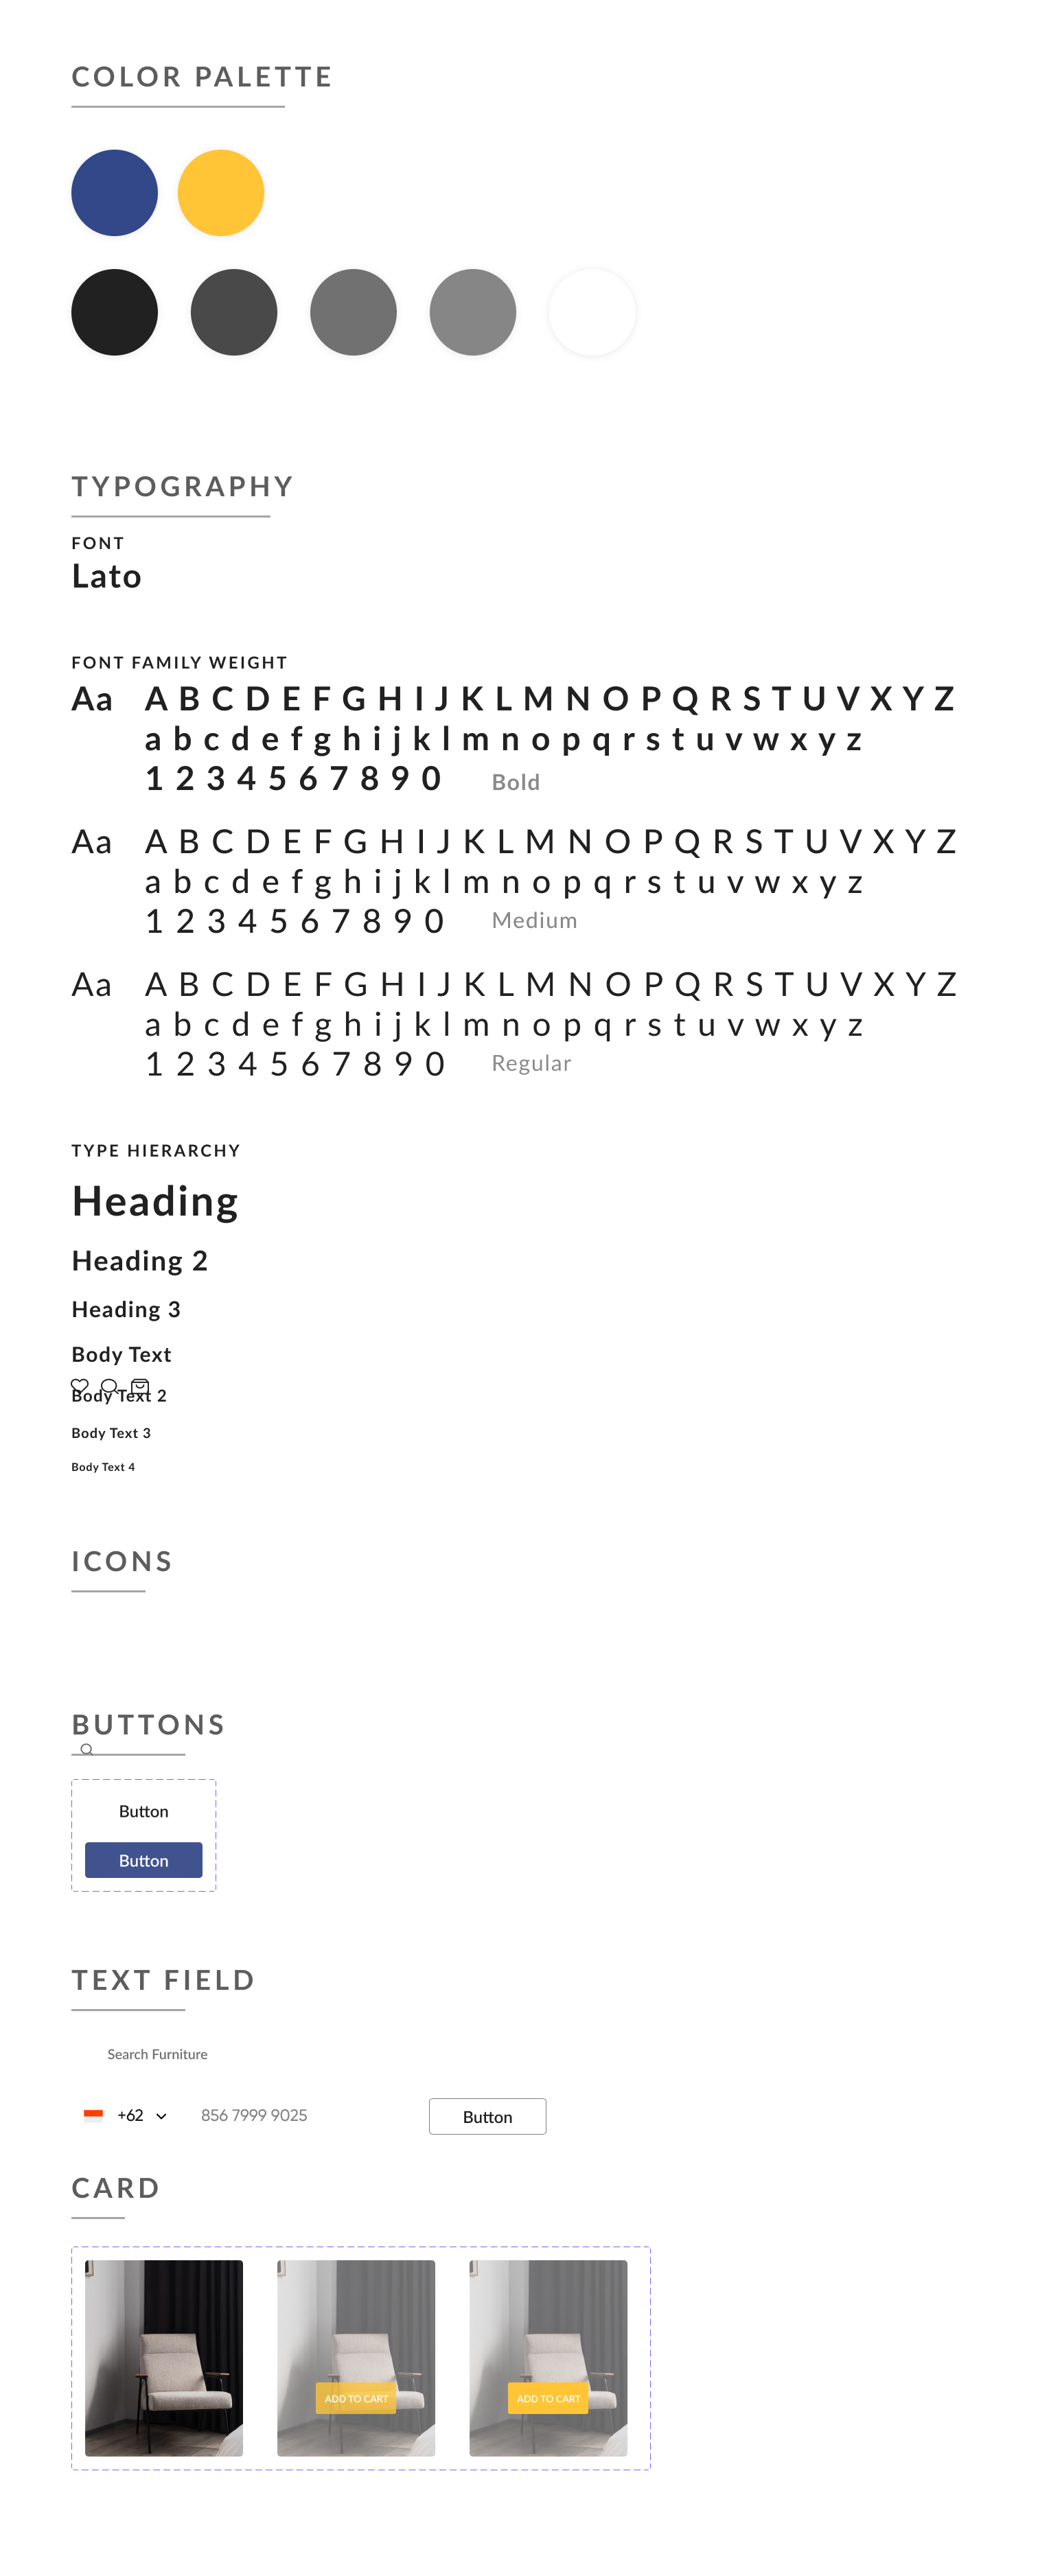 COLOR PALETTE
TYPOGRAPHY
FONT
Lato
FONT FAMILY WEIGHT
Aa A B C D E F G H I J K L M N O P Q R S T U V X Y Z
a b c d e f g h i j k l m n o p q r s t u v w x y z
1 2 3 4 5 6 7 8 9 0 Bold
Aa A B C D E F G H I J K L M N O P Q R S T U V X Y Z
a b c d e f g h i j k l m n o p q r s t u v w x y z
1 2 3 4 5 6 7 8 9 0 Medium
Aa A B C D E F G H I J K L M N O P Q R S T U V X Y Z
a b c d e f g h i j k l m n o p q r s t u v w x y z
1 2 3 4 5 6 7 8 9 0 Regular
TYPE HIERARCHY
Heading
Heading 2
Heading 3
Body Text
Body Text 2
Body Text 3
Body Text 4
ICONS
BUTTONS
Button
Button
TEXT FIELD
Search Furniture
+62 856 7999 9025 Button
CARD
ADD TO CART ADD TO CART